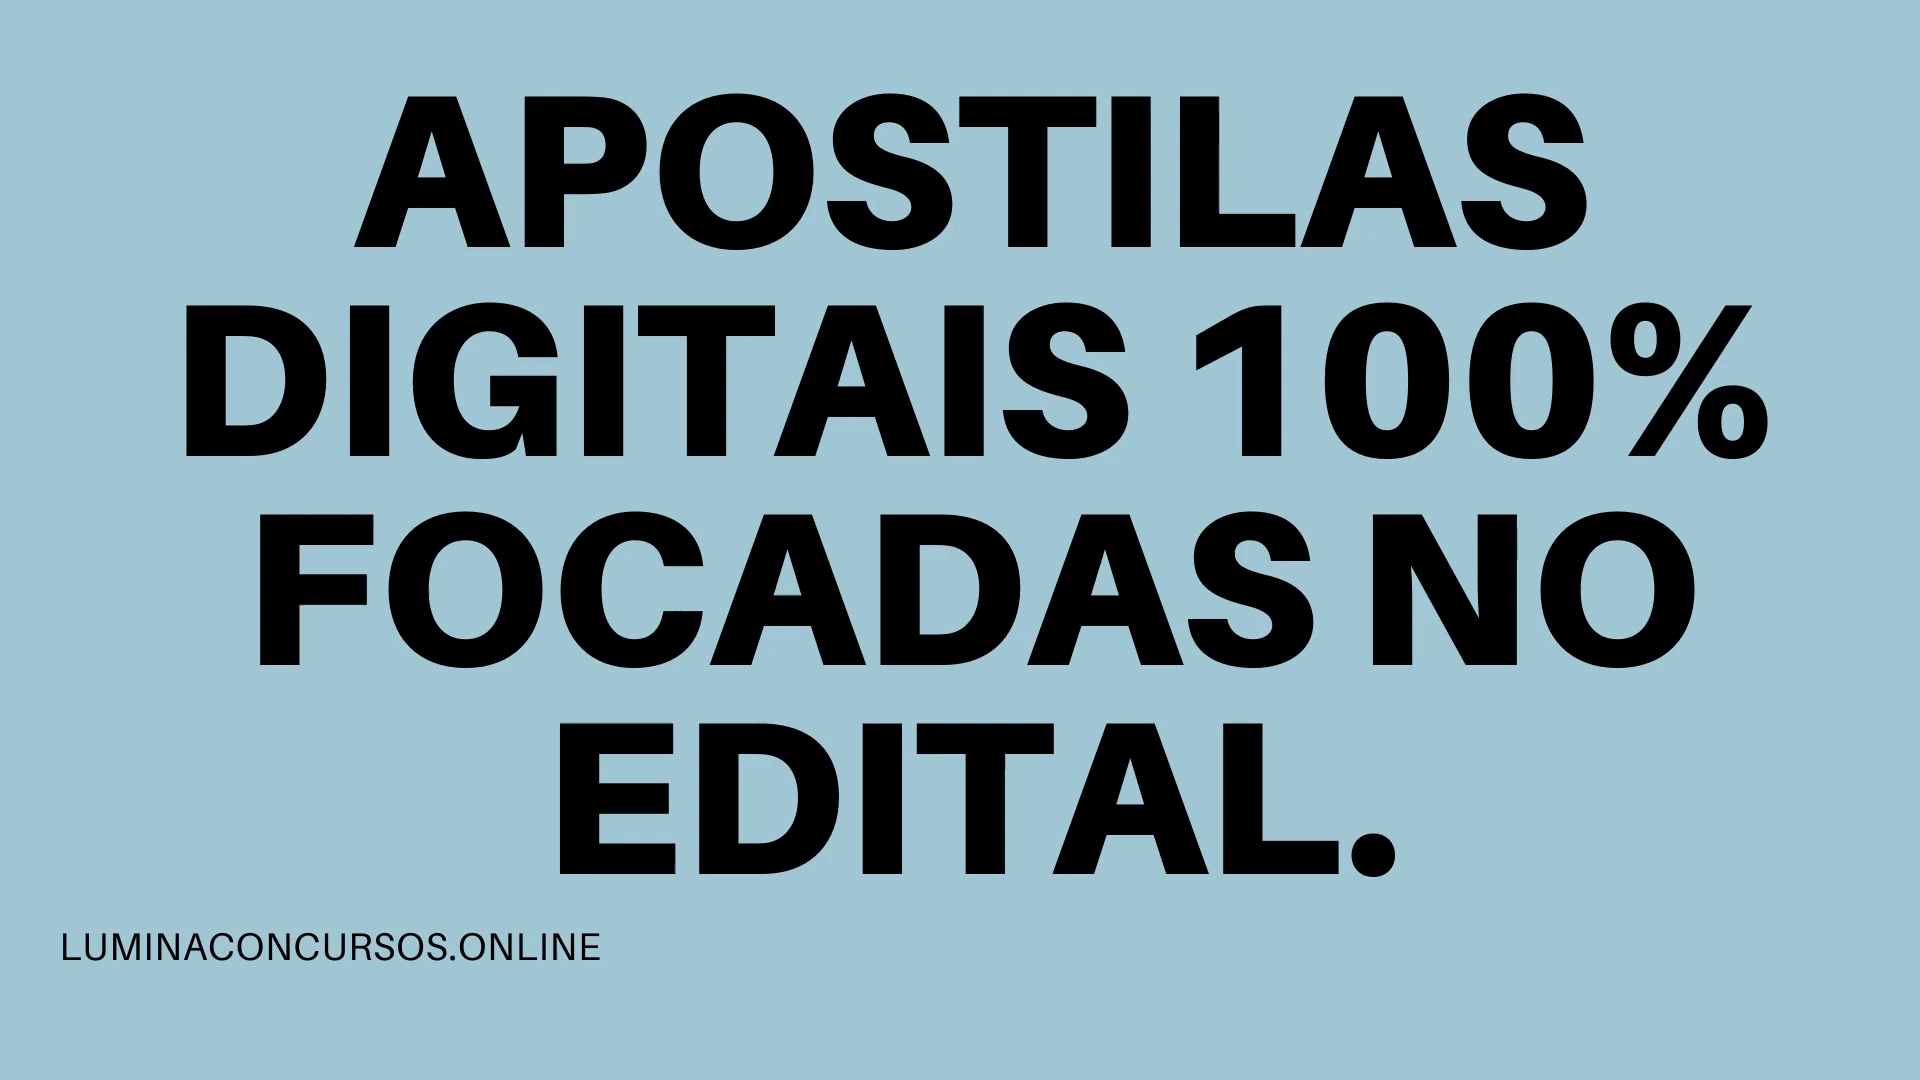 APOSTILAS
DIGITAIS 100%
FOCADAS NO
EDITAL.
LUMINACONCURSOS.ONLINE